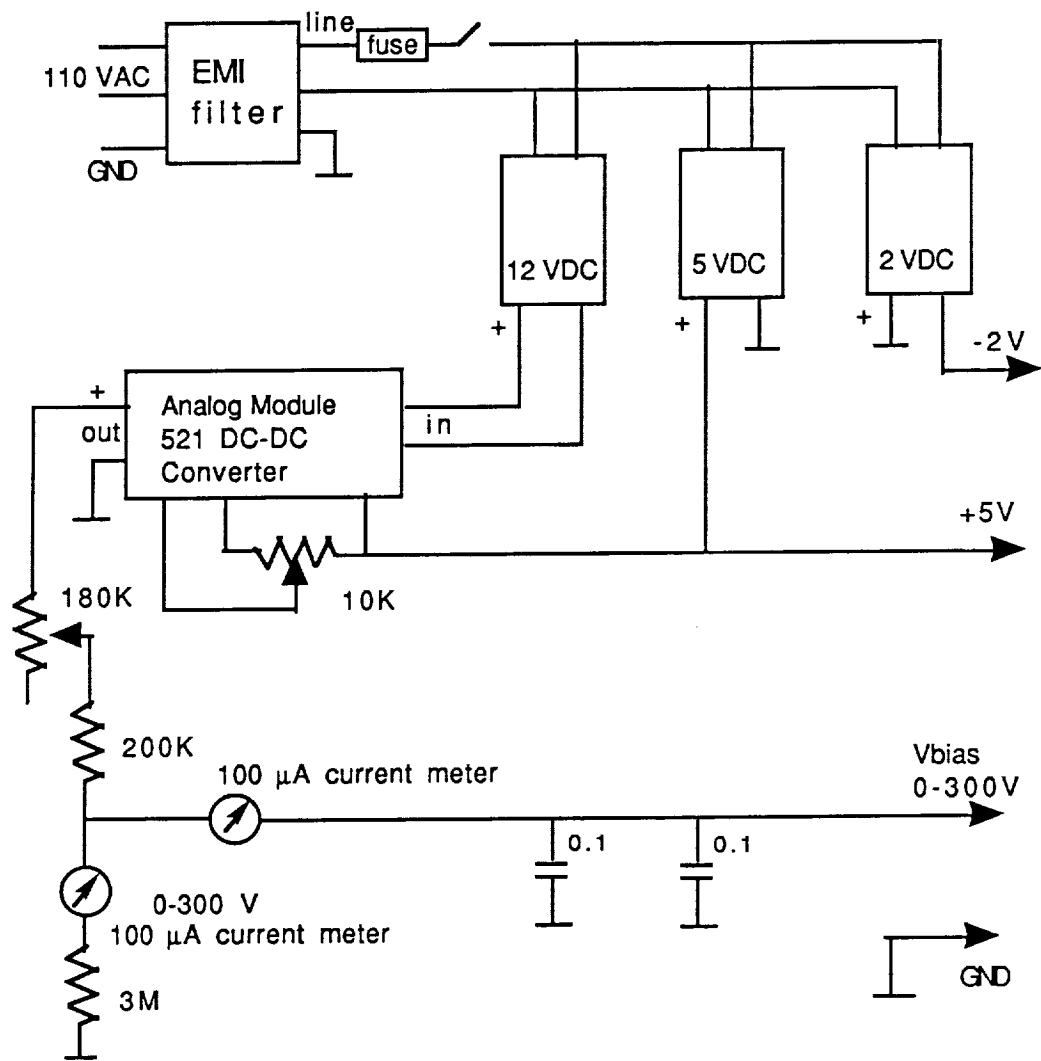 line
fuse
110 VAC
EMI
filter
GND
12 VDC
5 VDC
2 VDC
+
+
+
-2V
+
out
Analog Module
521 DC-DC
Converter
in
+5V
180K
10K
200K
100 µA current meter
Vbias
0-300V
0.1
0.1
0-300 V
100 µA current meter
GND
3M